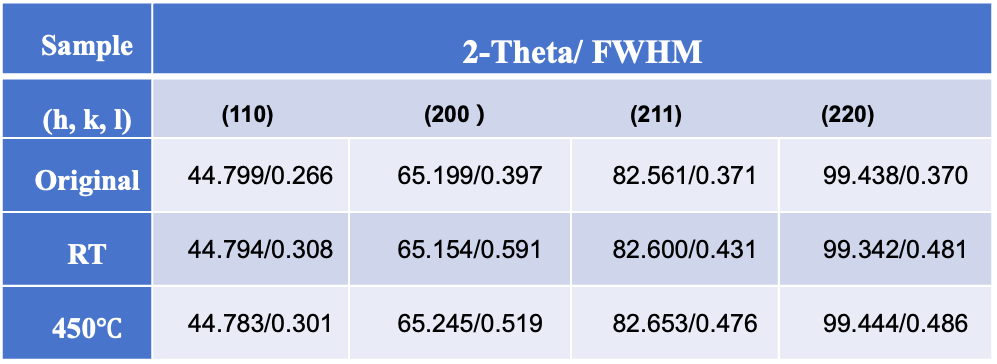 Sample 2-Theta/ FWHM
(h, k, l) (110) (200 ) (211) (220)
Original 44.799/0.266 65.199/0.397 82.561/0.371 99.438/0.370
RT 44.794/0.308 65.154/0.591 82.600/0.431 99.342/0.481
450℃ 44.783/0.301 65.245/0.519 82.653/0.476 99.444/0.486